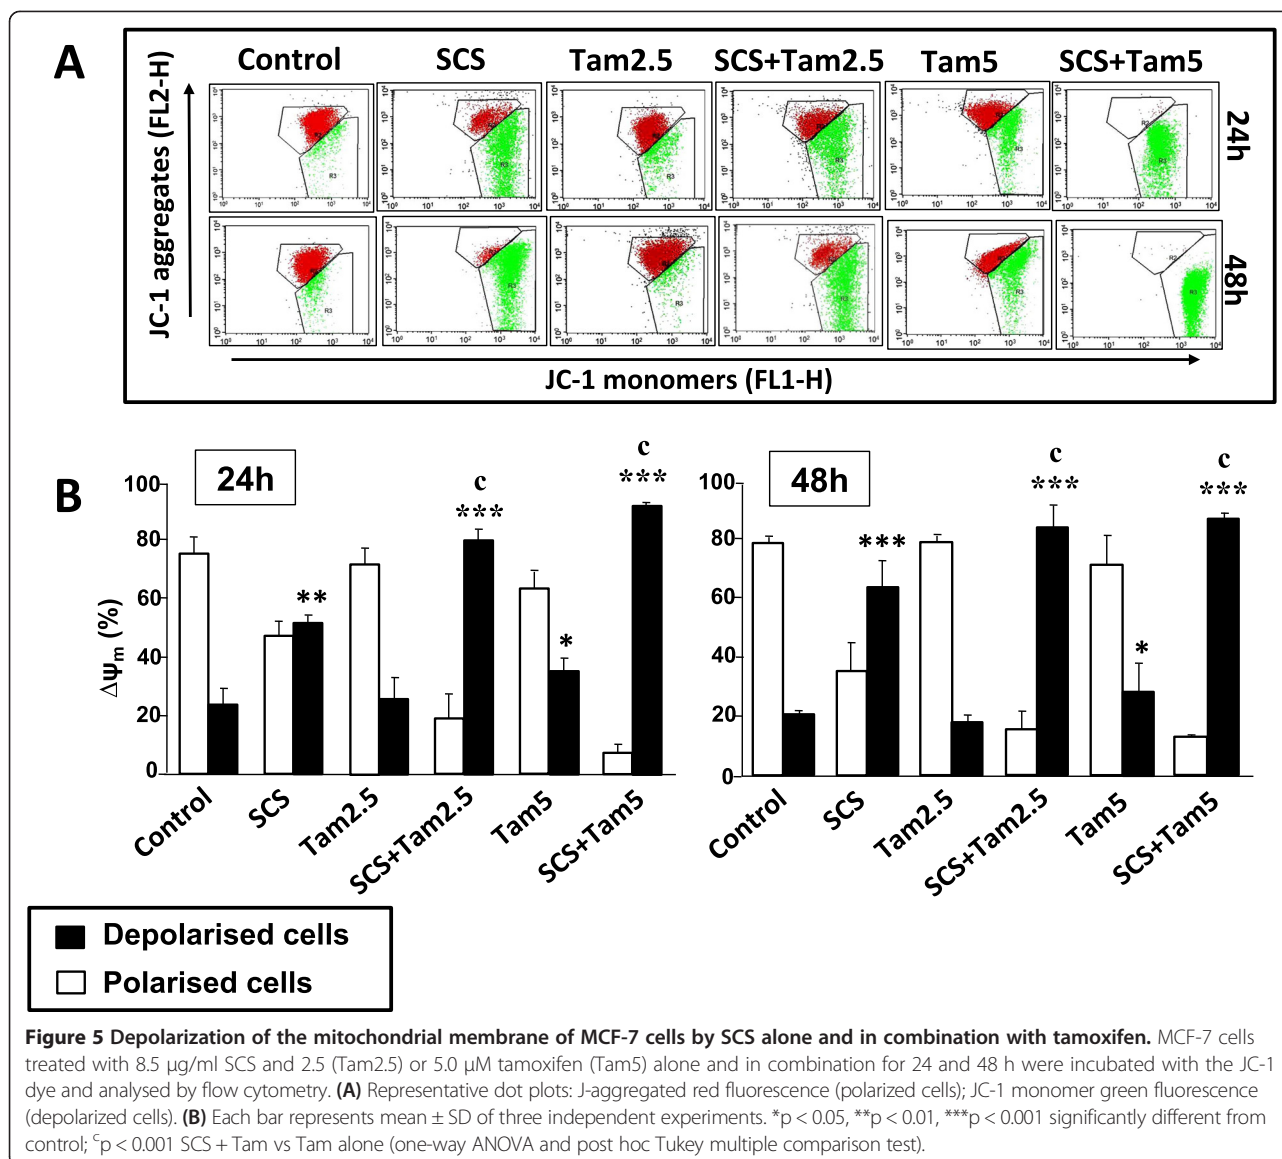 A
Control SCS Tam2.5 SCS+Tam2.5 Tam5 SCS+Tam5
JC-1 aggregates (FL2-H)
24h
48h
R2 R3
10⁰ 10¹ 10² 10³ 10⁴
JC-1 monomers (FL1-H)
B
24h
48h
ΔΨm (%)
100
80
60
40
20
0
** *** c * *** c
Control SCS Tam2.5 SCS+Tam2.5 Tam5 SCS+Tam5
100
80
60
40
20
0
*** *** c * *** c
Control SCS Tam2.5 SCS+Tam2.5 Tam5 SCS+Tam5
Depolarised cells
Polarised cells
Figure 5 Depolarization of the mitochondrial membrane of MCF-7 cells by SCS alone and in combination with tamoxifen. MCF-7 cells
treated with 8.5 μg/ml SCS and 2.5 (Tam2.5) or 5.0 μM tamoxifen (Tam5) alone and in combination for 24 and 48 h were incubated with the JC-1
dye and analysed by flow cytometry. (A) Representative dot plots: J-aggregated red fluorescence (polarized cells); JC-1 monomer green fluorescence
(depolarized cells). (B) Each bar represents mean ± SD of three independent experiments. *p < 0.05, **p < 0.01, ***p < 0.001 significantly different from
control; ᶜp < 0.001 SCS + Tam vs Tam alone (one-way ANOVA and post hoc Tukey multiple comparison test).